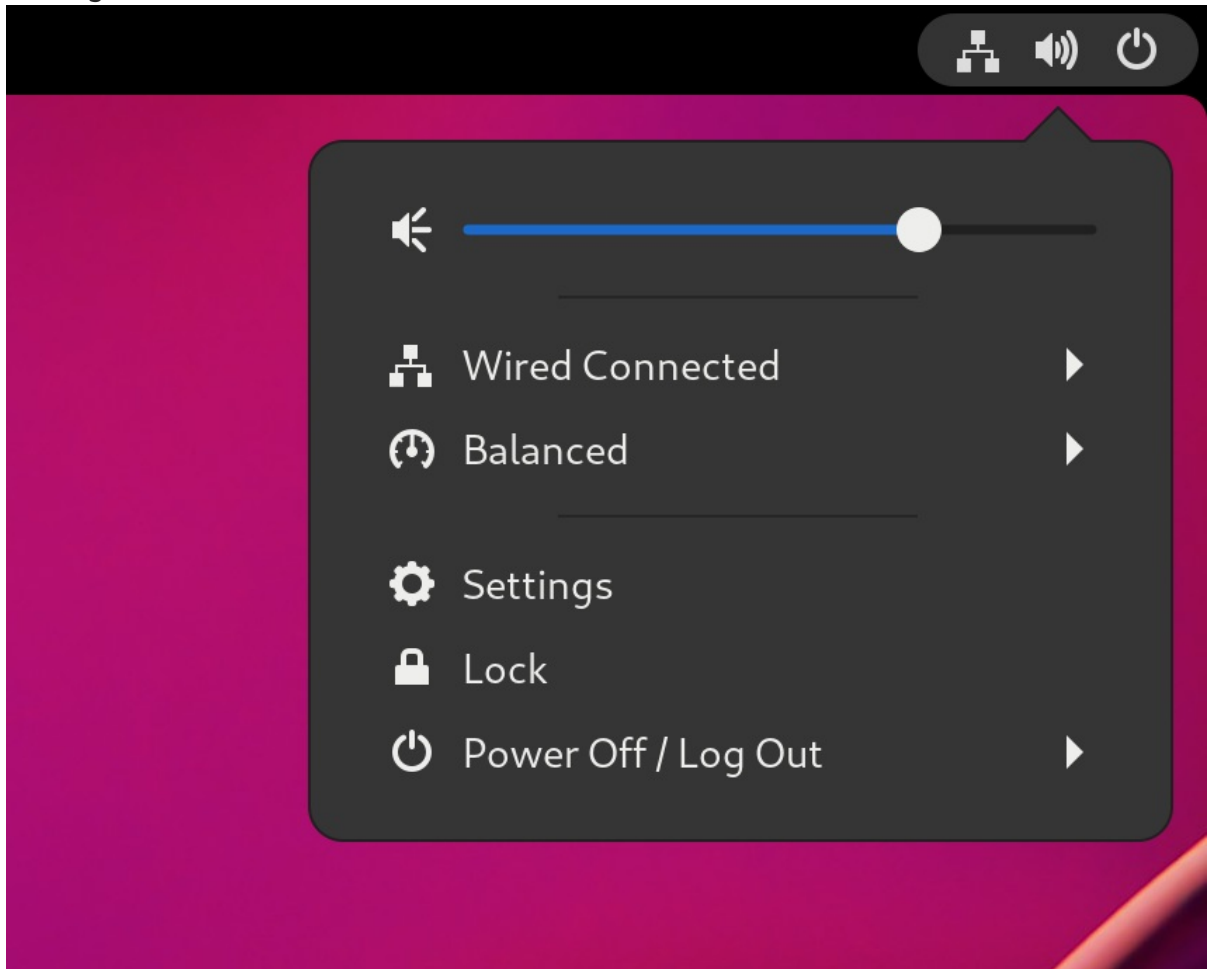 Wired Connected
Balanced
Settings
Lock
Power Off / Log Out